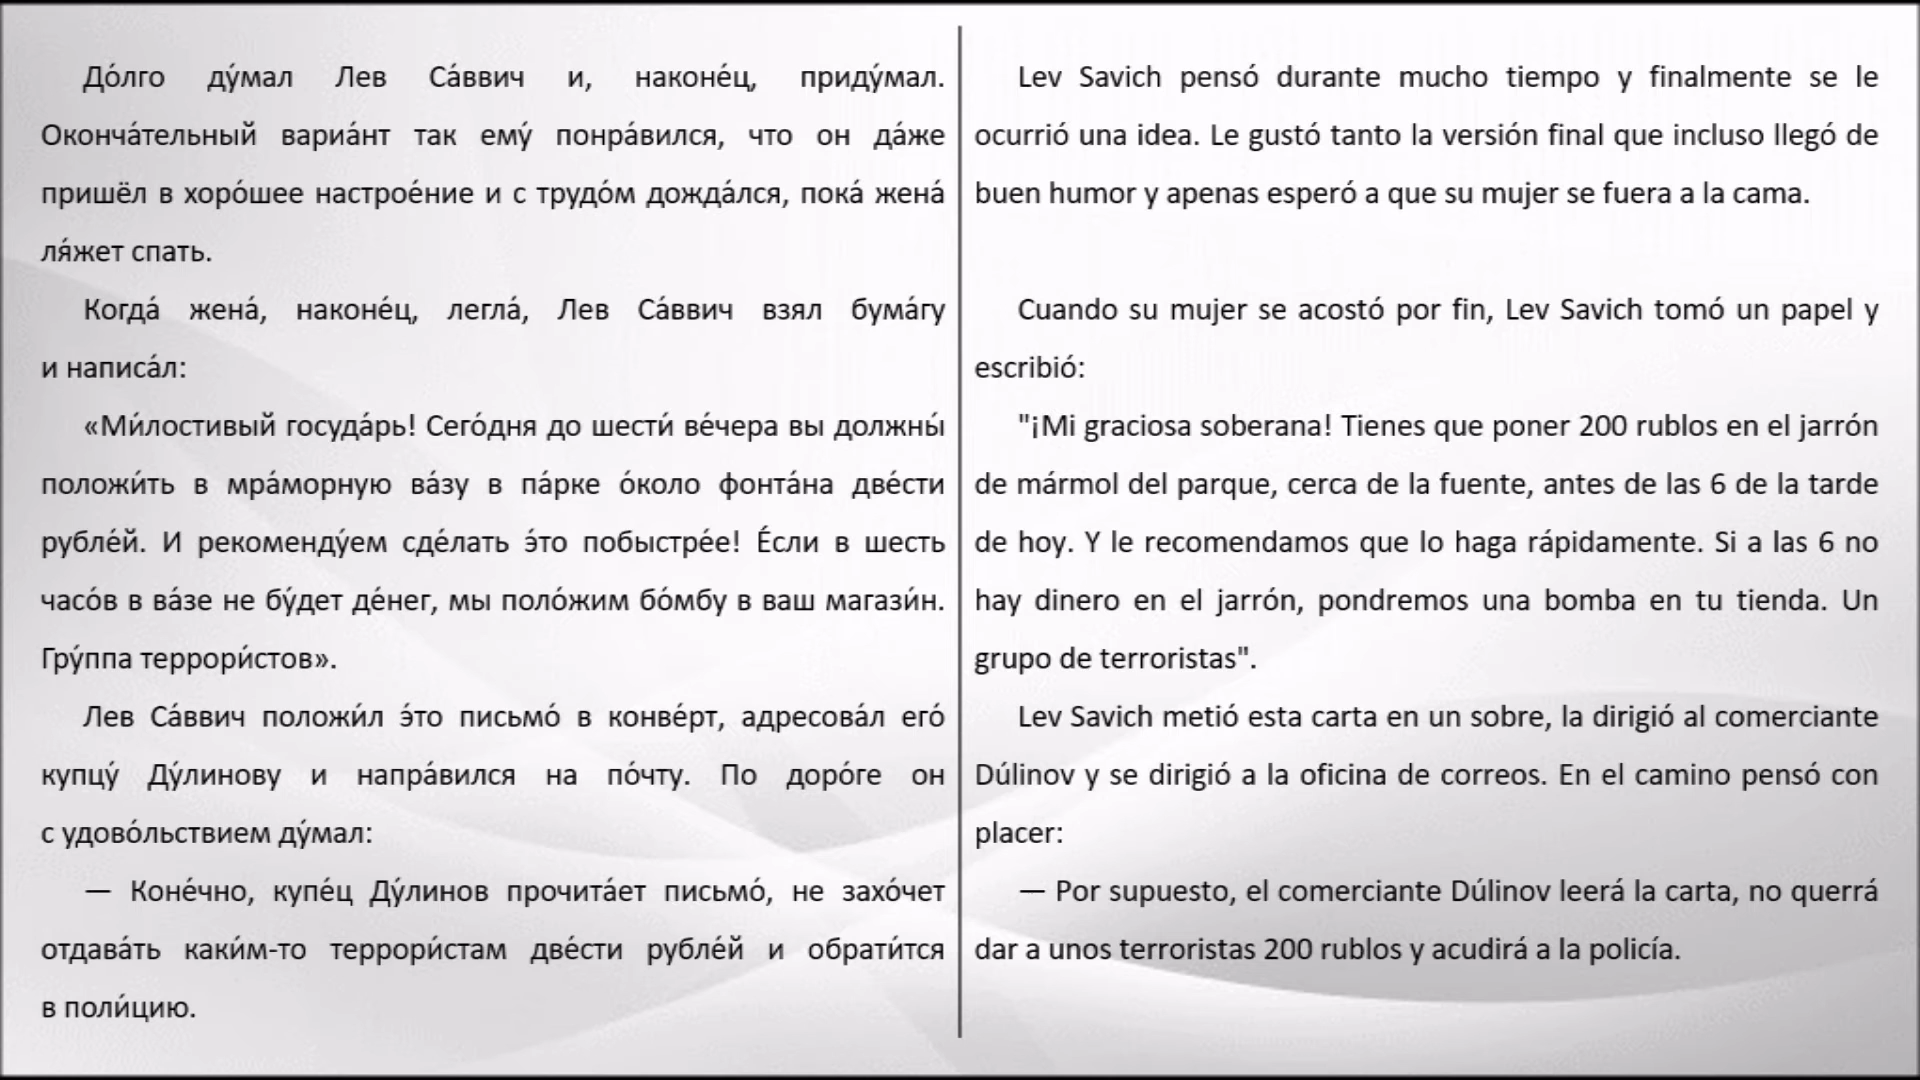 До́лго ду́мал Лев Са́ввич и, наконе́ц, приду́мал.
Оконча́тельный вариа́нт так ему́ понра́вился, что он да́же
пришёл в хоро́шее настрое́ние и с трудо́м дожда́лся, пока́ жена́
ля́жет спать.
Когда́ жена́, наконе́ц, легла́, Лев Са́ввич взял бума́гу
и написа́л:
«Ми́лостивый госуда́рь! Сего́дня до шести́ ве́чера вы должны́
положи́ть в мра́морную ва́зу в па́рке о́коло фонта́на две́сти
рубле́й. И рекоменду́ем сде́лать э́то побыстре́е! Е́сли в шесть
часо́в в ва́зе не бу́дет де́нег, мы поло́жим бо́мбу в ваш магази́н.
Гру́ппа террори́стов».
Лев Са́ввич положи́л э́то письмо́ в конве́рт, адресова́л его́
купцу́ Ду́линову и напра́вился на по́чту. По доро́ге он
с удово́льствием ду́мал:
— Коне́чно, купе́ц Ду́линов прочита́ет письмо́, не захо́чет
отдава́ть каки́м-то террори́стам две́сти рубле́й и обрати́тся
в поли́цию.
Lev Savich pensó durante mucho tiempo y finalmente se le
ocurrió una idea. Le gustó tanto la versión final que incluso llegó de
buen humor y apenas esperó a que su mujer se fuera a la cama.
Cuando su mujer se acostó por fin, Lev Savich tomó un papel y
escribió:
"¡Mi graciosa soberana! Tienes que poner 200 rublos en el jarrón
de mármol del parque, cerca de la fuente, antes de las 6 de la tarde
de hoy. Y le recomendamos que lo haga rápidamente. Si a las 6 no
hay dinero en el jarrón, pondremos una bomba en tu tienda. Un
grupo de terroristas".
Lev Savich metió esta carta en un sobre, la dirigió al comerciante
Dúlinov y se dirigió a la oficina de correos. En el camino pensó con
placer:
— Por supuesto, el comerciante Dúlinov leerá la carta, no querrá
dar a unos terroristas 200 rublos y acudirá a la policía.